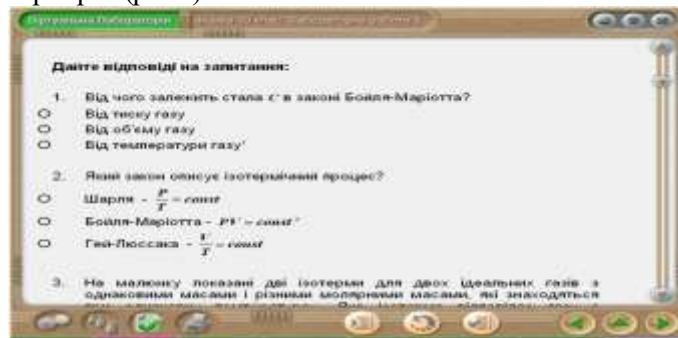 Віртуальна Лабораторія
Дайте відповіді на запитання:
1. Від чого залежить стала C в законі Бойля-Маріотта?
Від тиску газу
Від об'єму газу
Від температури газу
2. Який закон описує ізотермічний процес?
Шарля - P/T = const
Бойля-Маріотта - PV = const
Гей-Люссака - V/T = const
3. На малюнку показані дві ізотерми для двох ідеальних газів з
однаковими масами і різними молярними масами, які знаходяться